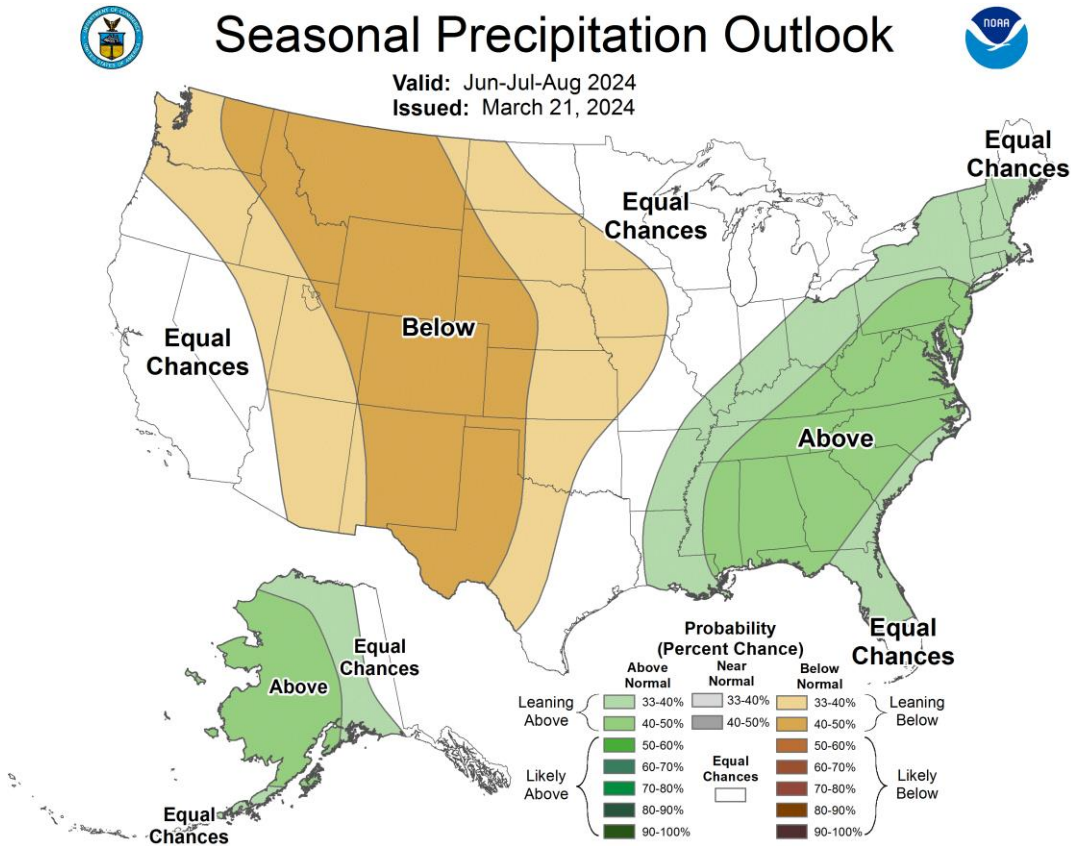 Seasonal Precipitation Outlook
NOAA
Valid: Jun-Jul-Aug 2024
Issued: March 21, 2024
Equal
Chances
Equal
Chances
Equal
Chances
Below
Above
Equal
Chances
Above
Equal
Chances
Equal
Chances
Probability
(Percent Chance)
Above
Normal
Near
Normal
Below
Normal
Leaning
Above
33-40%
33-40%
33-40%
Leaning
Below
40-50%
40-50%
40-50%
Likely
Above
50-60%
60-70%
70-80%
80-90%
90-100%
Equal
Chances
50-60%
60-70%
70-80%
80-90%
90-100%
Likely
Below